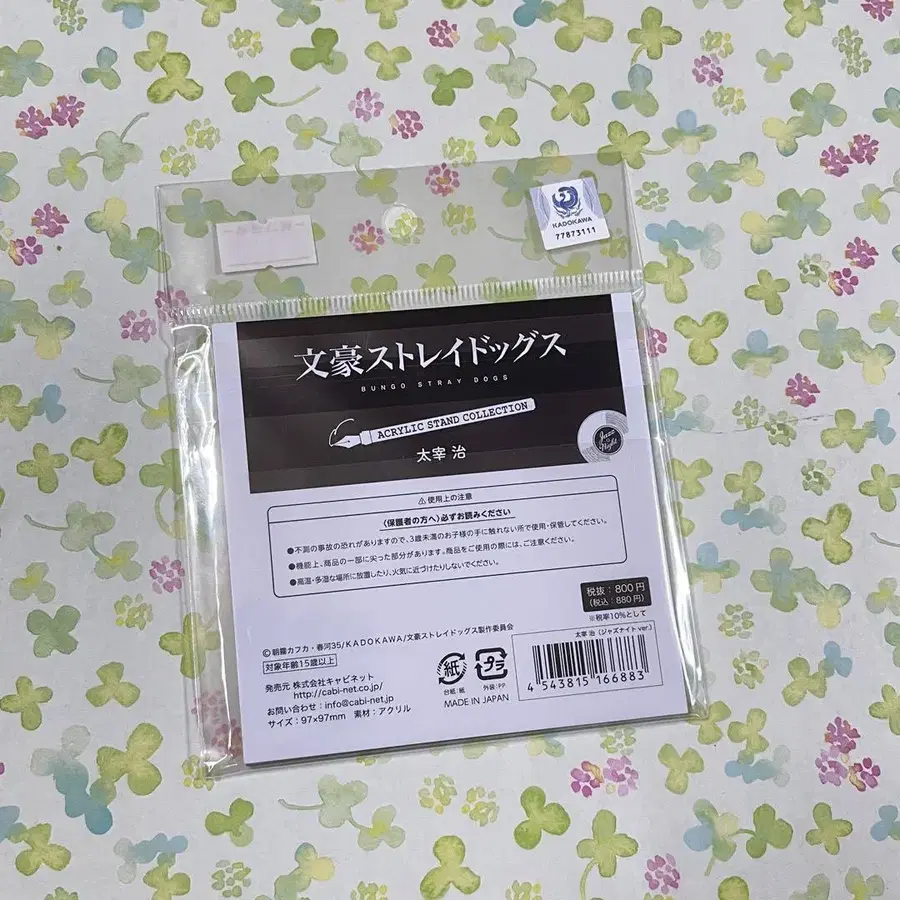 KADOKAWA
77873111
文豪ストレイドッグス
BUNGO STRAY DOGS
ACRYLIC STAND COLLECTION
太宰 治
Jazz Night
⚠使用上の注意
〈保護者の方へ〉必ずお読みください
●不測の事故の恐れがありますので、3歳未満のお子様の手に触れない所で使用・保管してください。
●機能上、商品の一部に尖った部分があります。商品をご使用の際には、ご注意ください。
●高温・多湿な場所に放置したり、火気に近づけたりしないでください。
税抜：800円
(税込：880円)
※税率10%として
©朝霧カフカ・春河35/KADOKAWA/文豪ストレイドッグス製作委員会
対象年齢15歳以上
発売元 株式会社キャビネット
http://cabi-net.co.jp/
お問い合わせ：info@cabi-net.jp
サイズ：97×97mm 素材：アクリル
紙
台紙:紙
プラ
外装:PP
MADE IN JAPAN
太宰 治（ジャズナイト ver.）
4 543815 166883